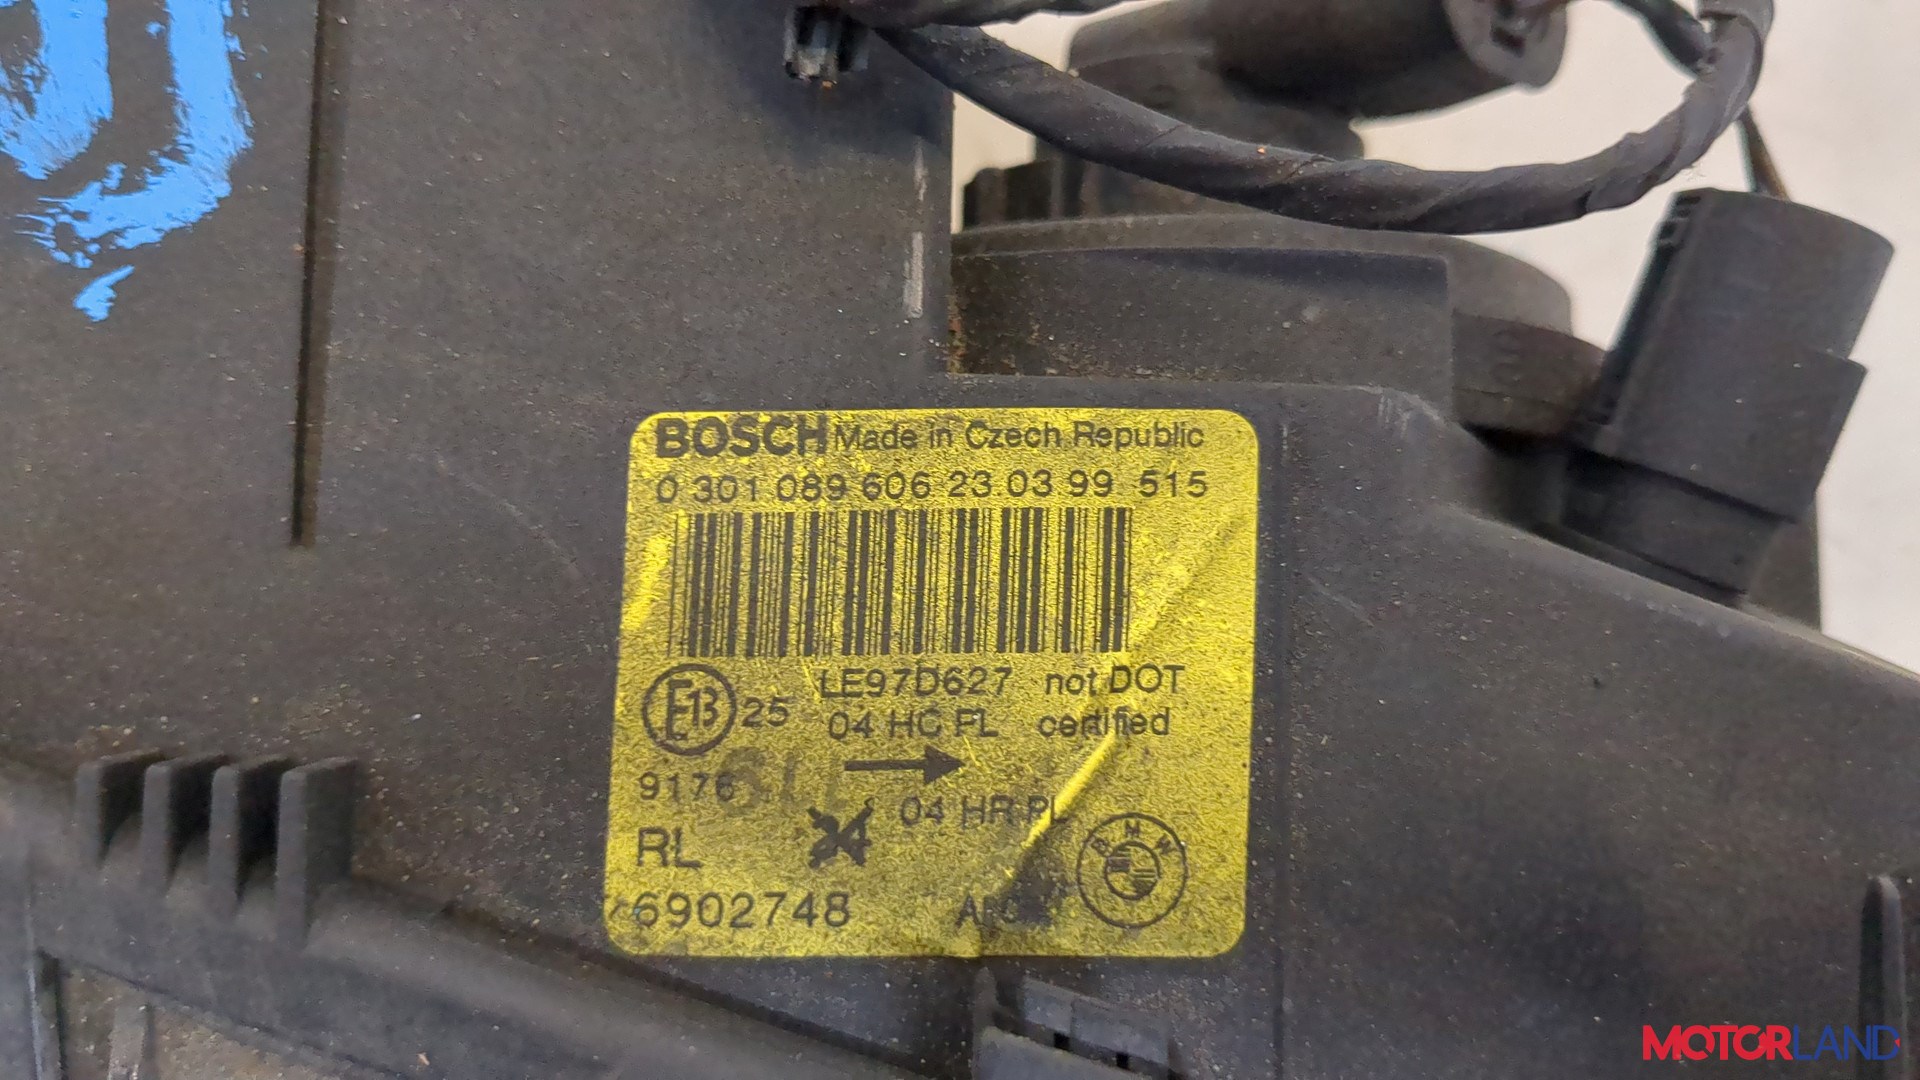 BOSCH Made in Czech Republic
0 301 089 606 23.03.99 515
E13 25 LE97D627 not DOT
04 HC PL certified
9176
24 04 HR PL
RL
6902748
BMW
MOTORLAND